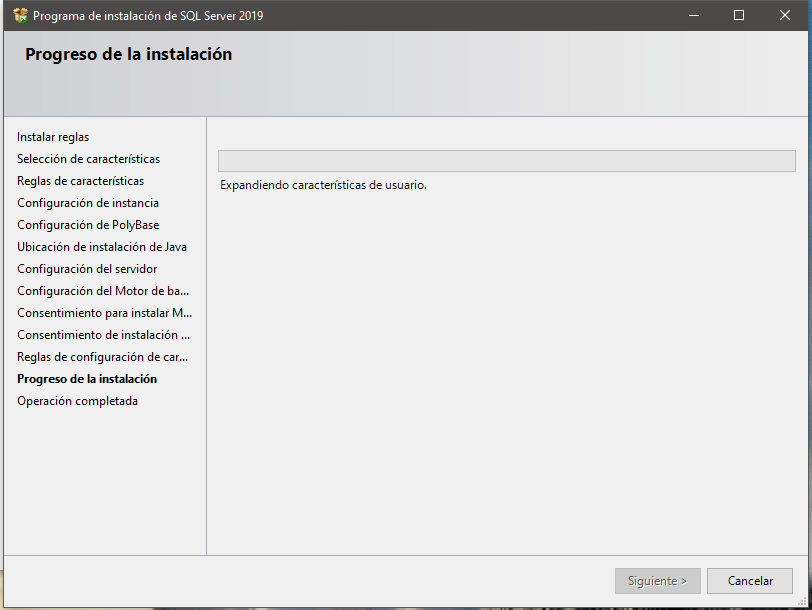 Programa de instalación de SQL Server 2019
Progreso de la instalación
Instalar reglas
Selección de características
Reglas de características
Configuración de instancia
Configuración de PolyBase
Ubicación de instalación de Java
Configuración del servidor
Configuración del Motor de ba...
Consentimiento para instalar M...
Consentimiento de instalación ...
Reglas de configuración de car...
Progreso de la instalación
Operación completada
Expandiendo características de usuario.
Siguiente >
Cancelar